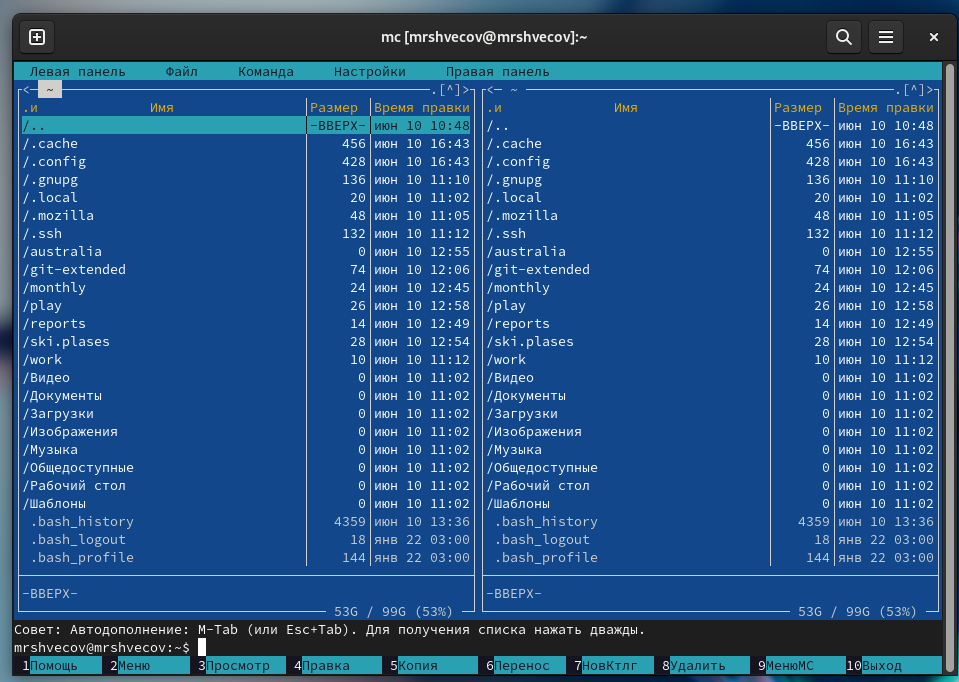 mc [mrshvecov@mrshvecov]:~
Левая панель Файл Команда Настройки Правая панель
<─ ~ .[^]> <─ ~ .[^]>
.и Имя Размер Время правки .и Имя Размер Время правки
/.. -ВВЕРХ- июн 10 10:48 /.. -ВВЕРХ- июн 10 10:48
/.cache 456 июн 10 16:43 /.cache 456 июн 10 16:43
/.config 428 июн 10 16:43 /.config 428 июн 10 16:43
/.gnupg 136 июн 10 11:10 /.gnupg 136 июн 10 11:10
/.local 20 июн 10 11:02 /.local 20 июн 10 11:02
/.mozilla 48 июн 10 11:05 /.mozilla 48 июн 10 11:05
/.ssh 132 июн 10 11:12 /.ssh 132 июн 10 11:12
/australia 0 июн 10 12:55 /australia 0 июн 10 12:55
/git-extended 74 июн 10 12:06 /git-extended 74 июн 10 12:06
/monthly 24 июн 10 12:45 /monthly 24 июн 10 12:45
/play 26 июн 10 12:58 /play 26 июн 10 12:58
/reports 14 июн 10 12:49 /reports 14 июн 10 12:49
/ski.plases 28 июн 10 12:54 /ski.plases 28 июн 10 12:54
/work 10 июн 10 11:12 /work 10 июн 10 11:12
/Видео 0 июн 10 11:02 /Видео 0 июн 10 11:02
/Документы 0 июн 10 11:02 /Документы 0 июн 10 11:02
/Загрузки 0 июн 10 11:02 /Загрузки 0 июн 10 11:02
/Изображения 0 июн 10 11:02 /Изображения 0 июн 10 11:02
/Музыка 0 июн 10 11:02 /Музыка 0 июн 10 11:02
/Общедоступные 0 июн 10 11:02 /Общедоступные 0 июн 10 11:02
/Рабочий стол 0 июн 10 11:02 /Рабочий стол 0 июн 10 11:02
/Шаблоны 0 июн 10 11:02 /Шаблоны 0 июн 10 11:02
.bash_history 4359 июн 10 13:36 .bash_history 4359 июн 10 13:36
.bash_logout 18 янв 22 03:00 .bash_logout 18 янв 22 03:00
.bash_profile 144 янв 22 03:00 .bash_profile 144 янв 22 03:00
-ВВЕРХ- -ВВЕРХ-
53G / 99G (53%) 53G / 99G (53%)
Совет: Автодополнение: M-Tab (или Esc+Tab). Для получения списка нажать дважды.
mrshvecov@mrshvecov:~$
1Помощь 2Меню 3Просмотр 4Правка 5Копия 6Перенос 7НовКтлг 8Удалить 9МенюMC 10Выход